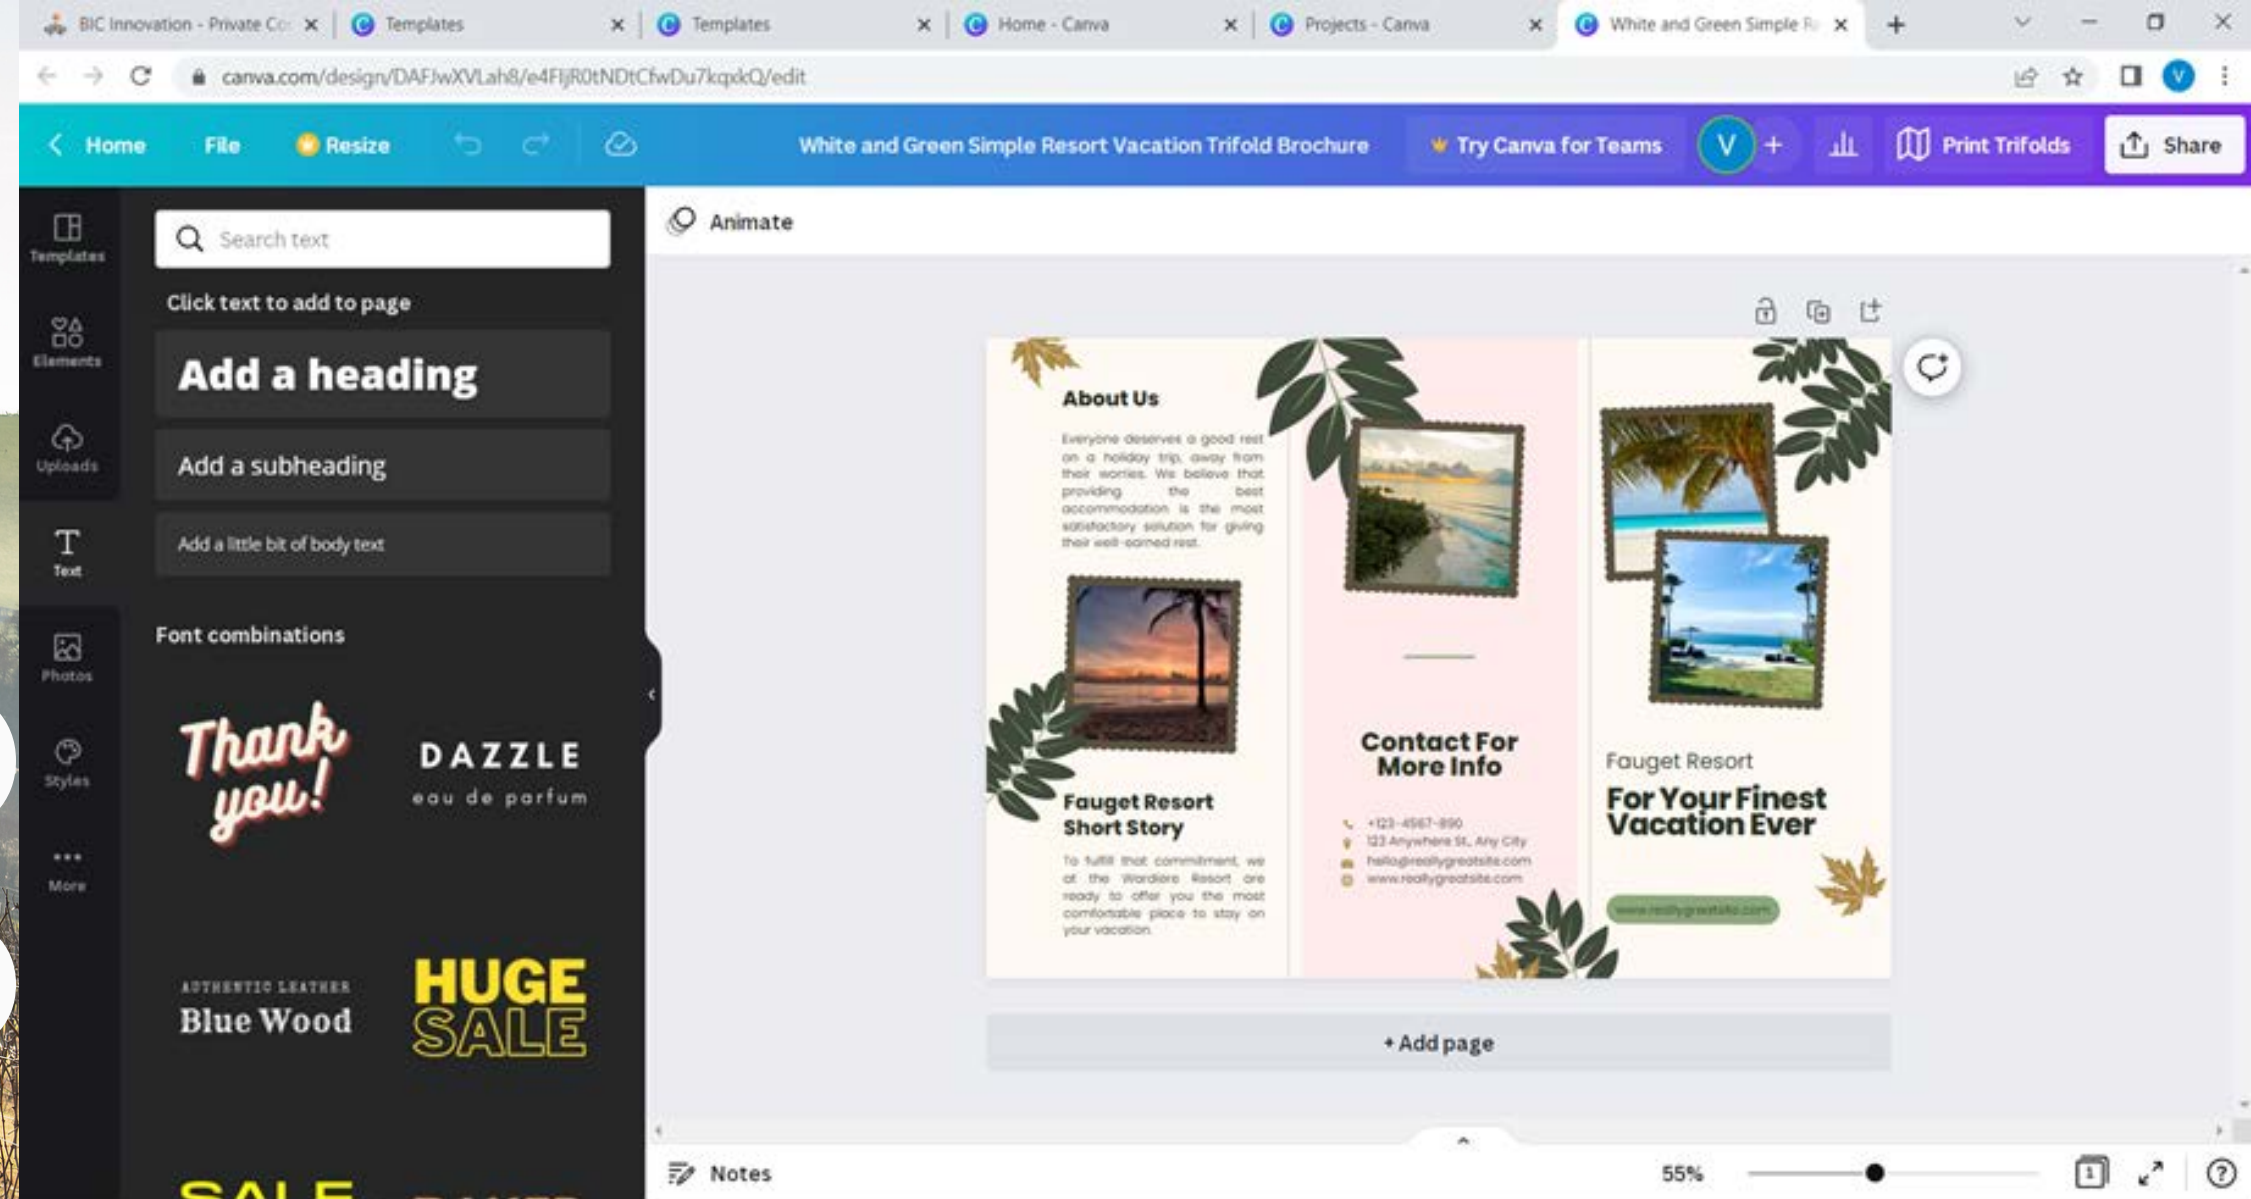 BIC Innovation - Private Co
Templates
Templates
Home - Canva
Projects - Canva
White and Green Simple R
canva.com/design/DAFJwXVLah8/e4FIjR0tNDtCfwDu7kqxkQ/edit
Home
File
Resize
White and Green Simple Resort Vacation Trifold Brochure
Try Canva for Teams
V
V
Print Trifolds
Share
Templates
Elements
Uploads
Text
Photos
Styles
More
Search text
Click text to add to page
Add a heading
Add a subheading
Add a little bit of body text
Font combinations
Thank
you!
DAZZLE
eau de parfum
AUTHENTIC LEATHER
Blue Wood
HUGE
SALE
SALE
Animate
About Us
Everyone deserves a good rest
on a holiday trip, away from
their worries. We believe that
providing the best
accommodation is the most
satisfactory solution for giving
their well-earned rest.
Fauget Resort
Short Story
To fulfill that commitment, we
at the Wardiere Resort are
ready to offer you the most
comfortable place to stay on
your vacation.
Contact For
More Info
+123-4567-890
123 Anywhere St., Any City
hello@reallygreatsite.com
www.reallygreatsite.com
Fauget Resort
For Your Finest
Vacation Ever
www.reallygreatsite.com
+ Add page
Notes
55%
1